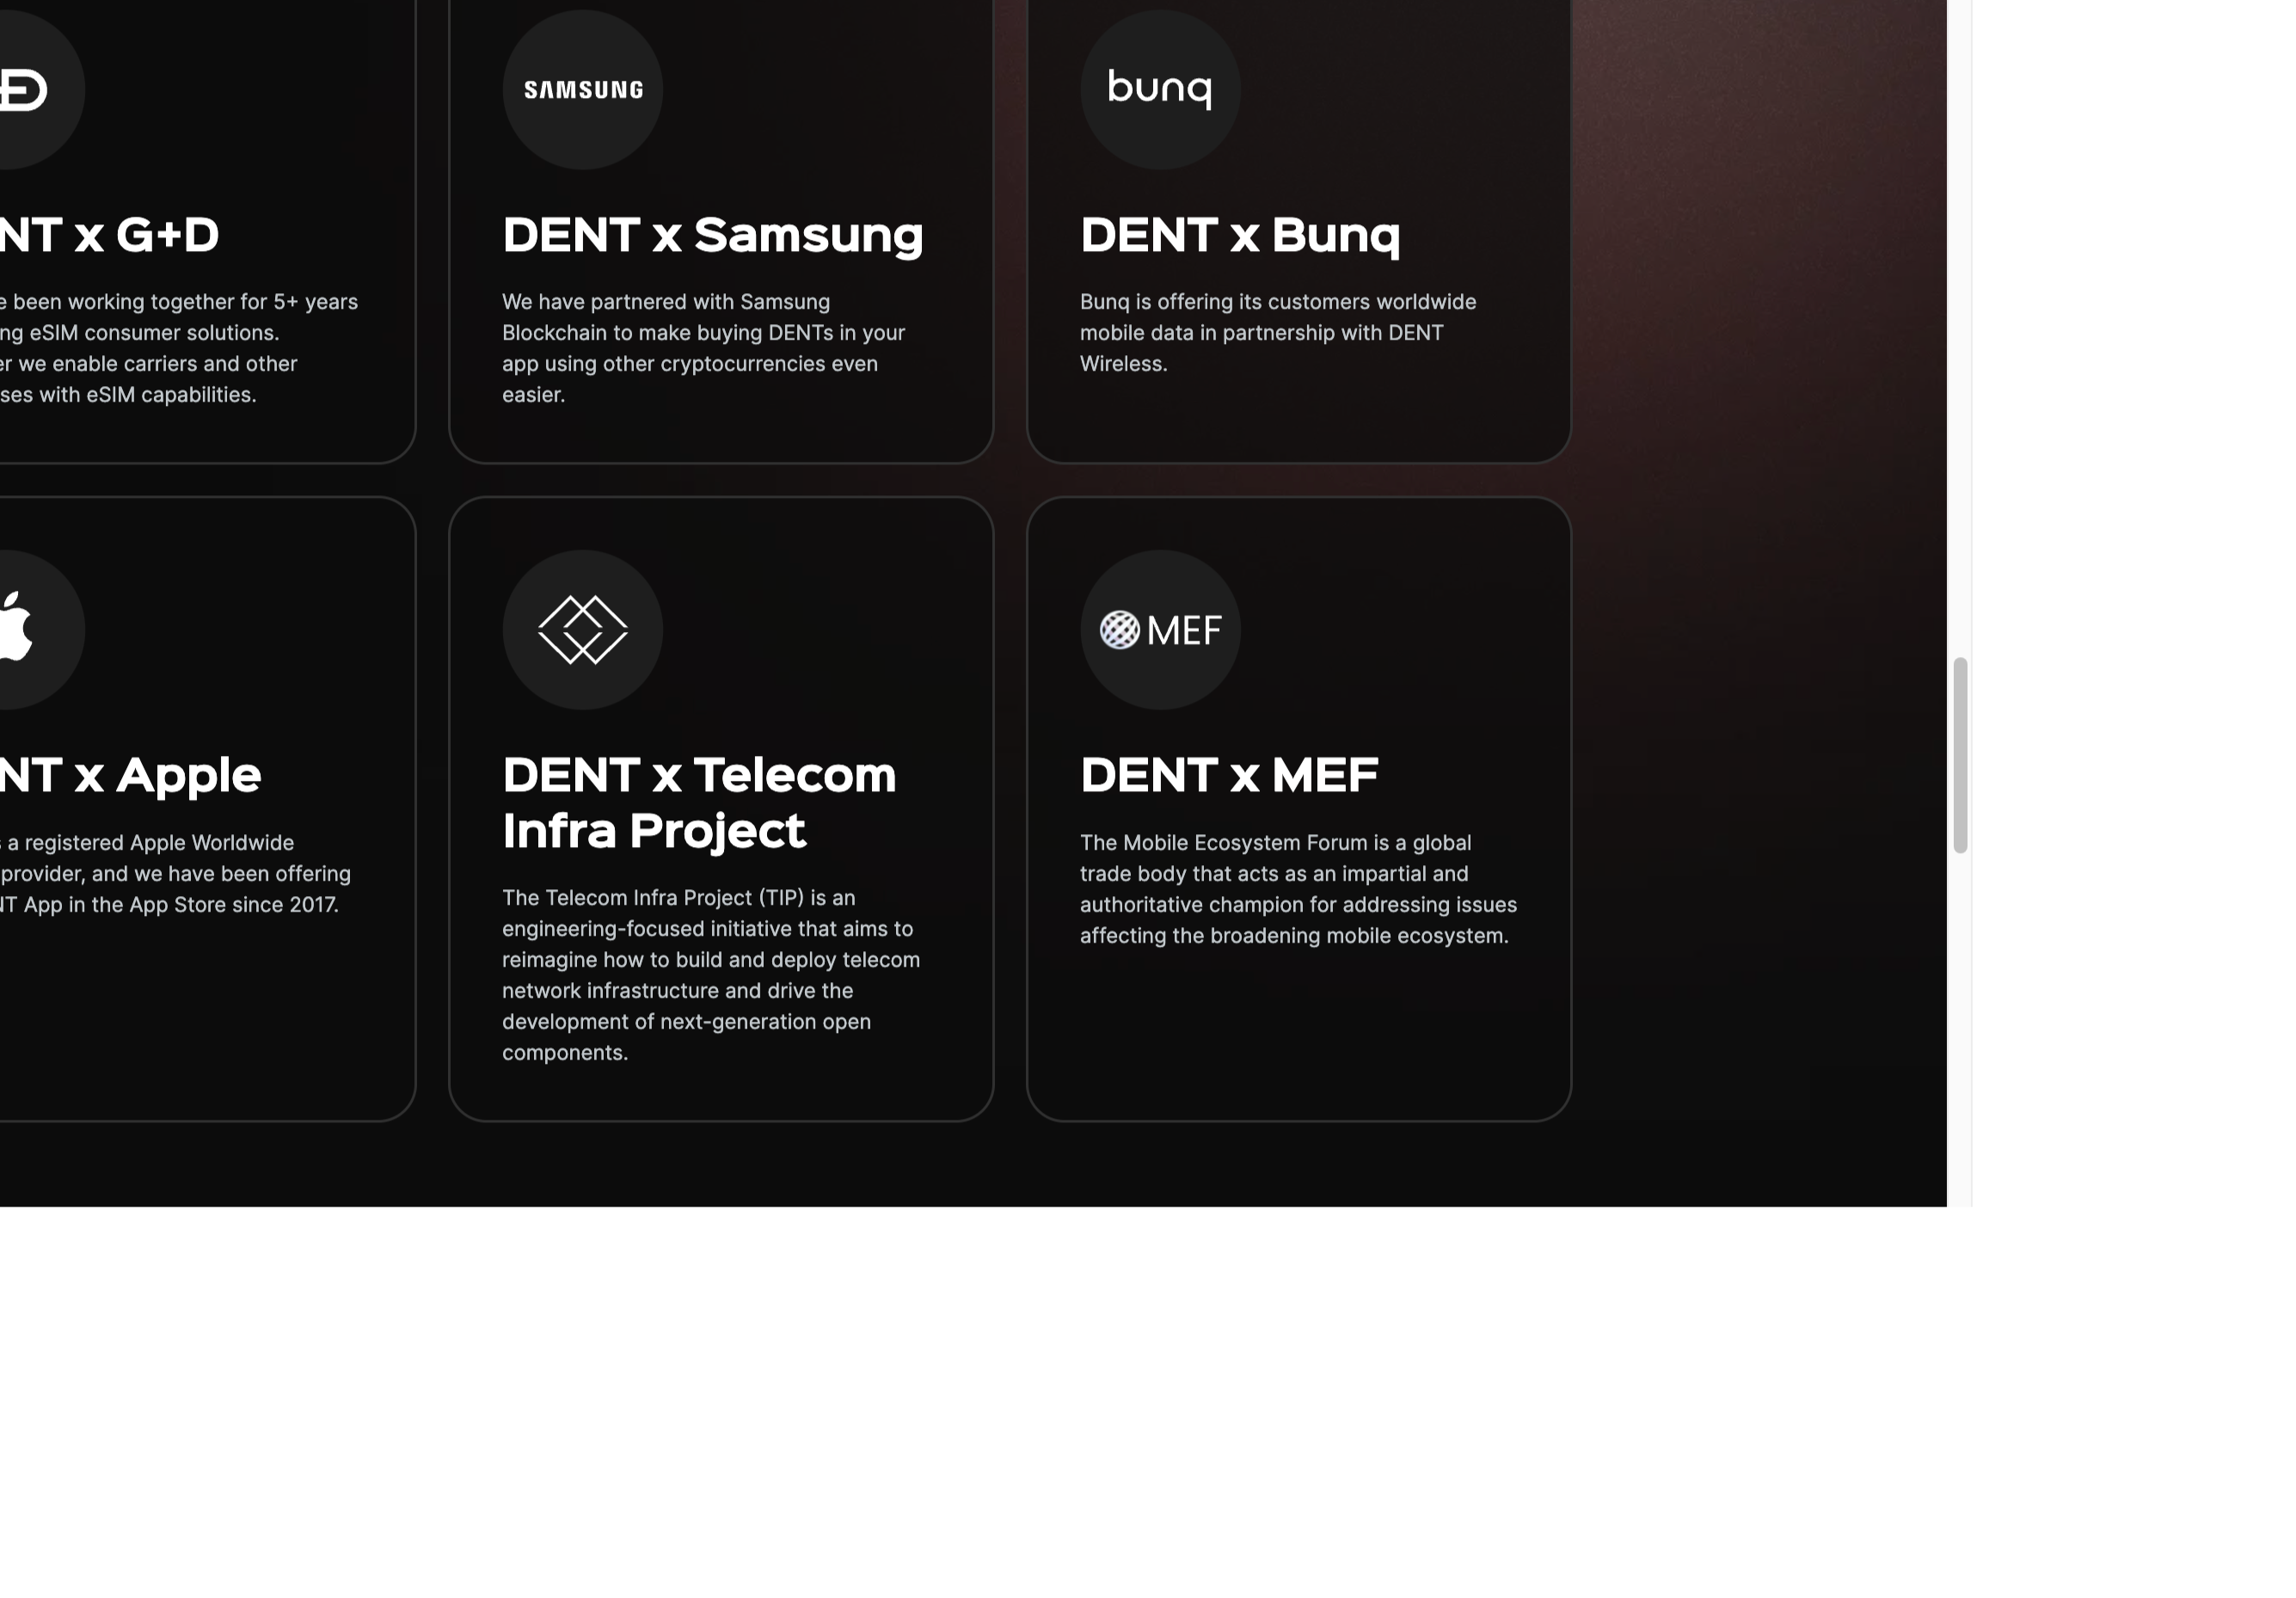 SAMSUNG
bunq
NT x G+D
DENT x Samsung
DENT x Bunq
e been working together for 5+ years
ng eSIM consumer solutions.
er we enable carriers and other
ses with eSIM capabilities.
We have partnered with Samsung
Blockchain to make buying DENTs in your
app using other cryptocurrencies even
easier.
Bunq is offering its customers worldwide
mobile data in partnership with DENT
Wireless.
MEF
NT x Apple
DENT x Telecom
Infra Project
DENT x MEF
s a registered Apple Worldwide
provider, and we have been offering
NT App in the App Store since 2017.
The Telecom Infra Project (TIP) is an
engineering-focused initiative that aims to
reimagine how to build and deploy telecom
network infrastructure and drive the
development of next-generation open
components.
The Mobile Ecosystem Forum is a global
trade body that acts as an impartial and
authoritative champion for addressing issues
affecting the broadening mobile ecosystem.